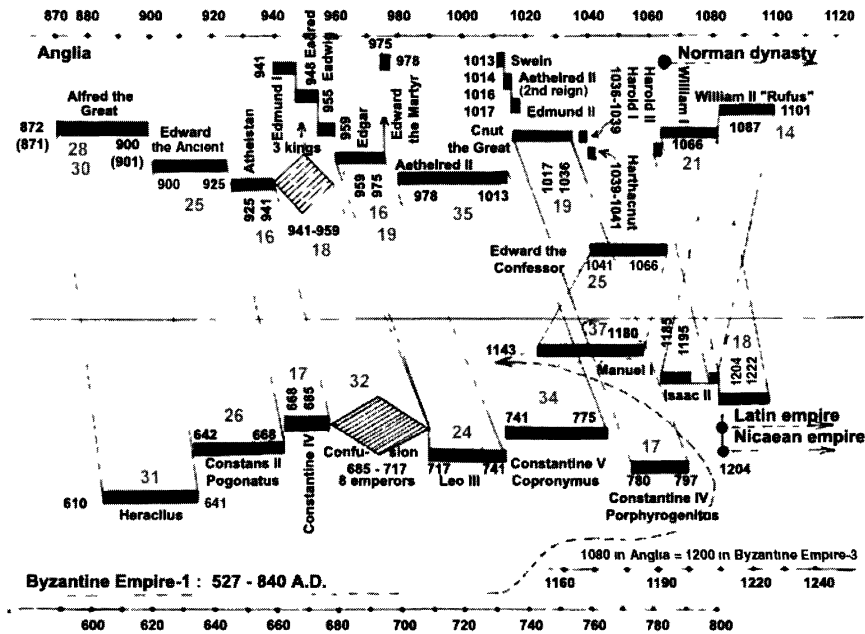 870 900 920 940 960 980 1000 1020 1040 1060 1080 1100 1120
Anglia
Alfred the
Great
872
(871)
900
(901)
28
30
Edward
the Ancient
900 925
25
Athelstan
925
941
16
Edmund I
941
948 Eadred
955 Eadwig
959
3 kings
941-959
18
Edgar
959
975
16
19
975
978
Edward
the Martyr
Aethelred II
978 1013
35
1013 Swein
1014 Aethelred II
(2nd reign)
1016
1017 Edmund II
Cnut
the Great
1017
1036
19
1036-1039
Harold I
Harthacnut
1039-1041
Harold II
William I
1066
21
Norman dynasty
William II "Rufus"
1087
1101
14
Edward the
Confessor
1041 1066
25
37
1143
1180
Manuel I
1185
1195
Isaac II
18
1204
1222
Latin empire
Nicaean empire
1204
31
610
641
Heraclius
26
642 668
Constans II
Pogonatus
17
668
685
Constantine IV
32
Confu- sion
685 - 717
8 emperors
24
717 741
Leo III
34
741 775
Constantine V
Copronymus
17
780 797
Constantine IV
Porphyrogenitus
1080 in Anglia = 1200 in Byzantine Empire-3
1160 1190 1220 1240
Byzantine Empire-1 : 527 - 840 A.D.
600 620 640 660 680 700 730 740 760 780 800